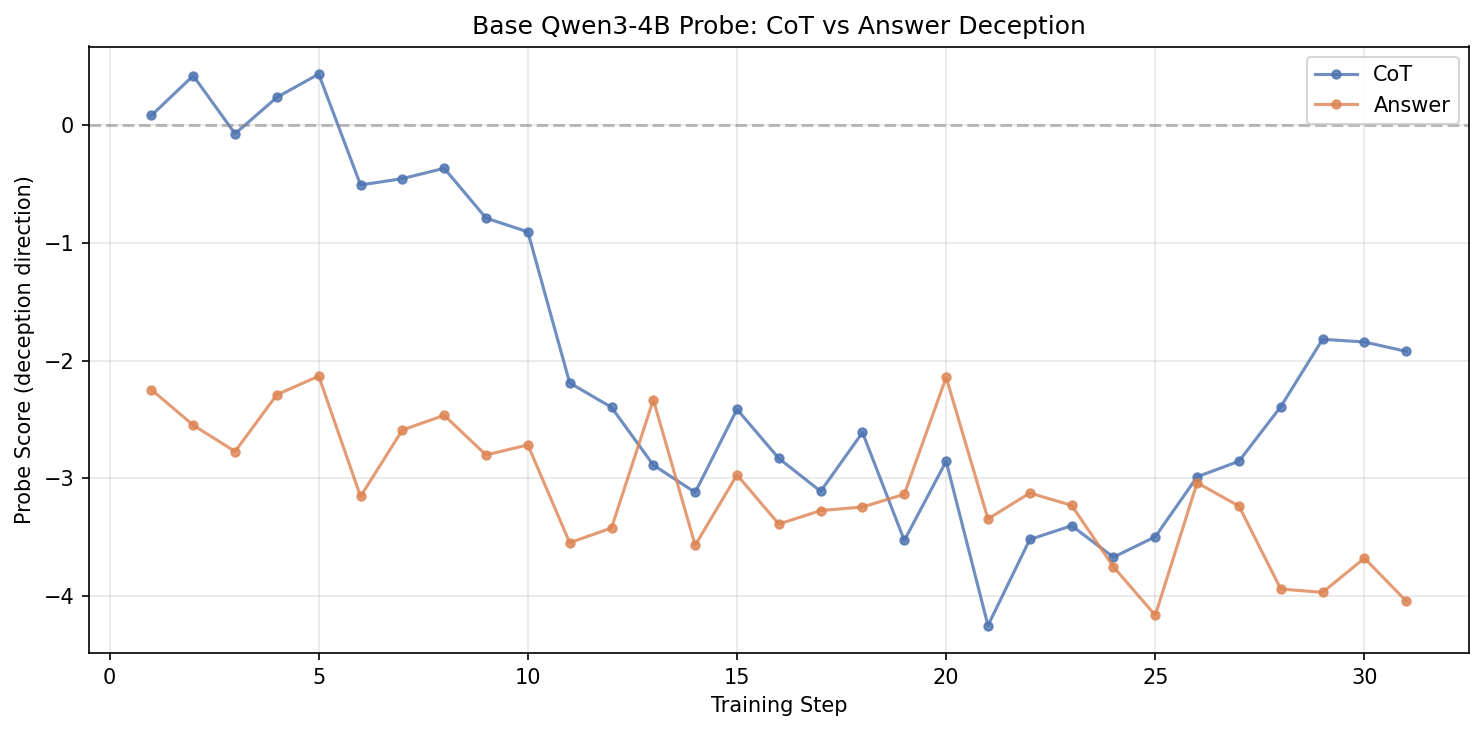 Base Qwen3-4B Probe: CoT vs Answer Deception
CoT
Answer
Probe Score (deception direction)
0
−1
−2
−3
−4
0
5
10
15
20
25
30
Training Step